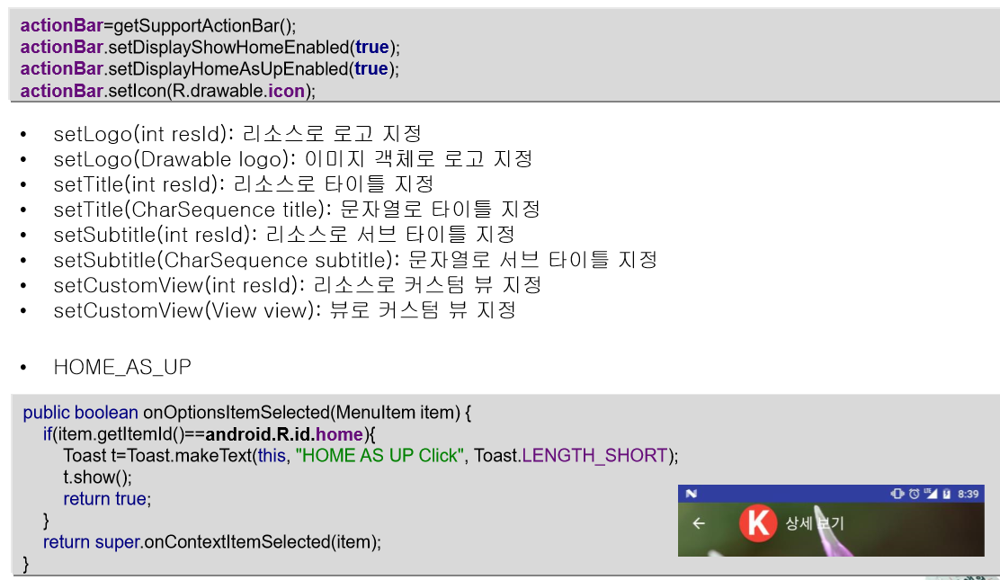 actionBar=getSupportActionBar();
actionBar.setDisplayShowHomeEnabled(true);
actionBar.setDisplayHomeAsUpEnabled(true);
actionBar.setIcon(R.drawable.icon);
• setLogo(int resId): 리소스로 로고 지정
• setLogo(Drawable logo): 이미지 객체로 로고 지정
• setTitle(int resId): 리소스로 타이틀 지정
• setTitle(CharSequence title): 문자열로 타이틀 지정
• setSubtitle(int resId): 리소스로 서브 타이틀 지정
• setSubtitle(CharSequence subtitle): 문자열로 서브 타이틀 지정
• setCustomView(int resId): 리소스로 커스텀 뷰 지정
• setCustomView(View view): 뷰로 커스텀 뷰 지정
• HOME_AS_UP
public boolean onOptionsItemSelected(MenuItem item) {
if(item.getItemId()==android.R.id.home){
Toast t=Toast.makeText(this, "HOME AS UP Click", Toast.LENGTH_SHORT);
t.show();
return true;
}
return super.onContextItemSelected(item);
}
N LTE 8:39
← K 상세 보기